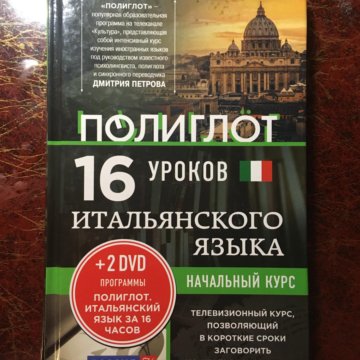 «ПОЛИГЛОТ» –
популярная образовательная
программа на телеканале
«Культура», представляющая
собой интенсивный курс
изучения иностранных языков
под руководством известного
психолингвиста, полиглота
и синхронного переводчика
ДМИТРИЯ ПЕТРОВА.
ПОЛИГЛОТ
16 УРОКОВ
ИТАЛЬЯНСКОГО
ЯЗЫКА
НАЧАЛЬНЫЙ КУРС
+ 2 DVD
ПРОГРАММЫ
ПОЛИГЛОТ.
ИТАЛЬЯНСКИЙ
ЯЗЫК ЗА 16
ЧАСОВ
ТЕЛЕВИЗИОННЫЙ КУРС,
ПОЗВОЛЯЮЩИЙ
В КОРОТКИЕ СРОКИ
ЗАГОВОРИТЬ